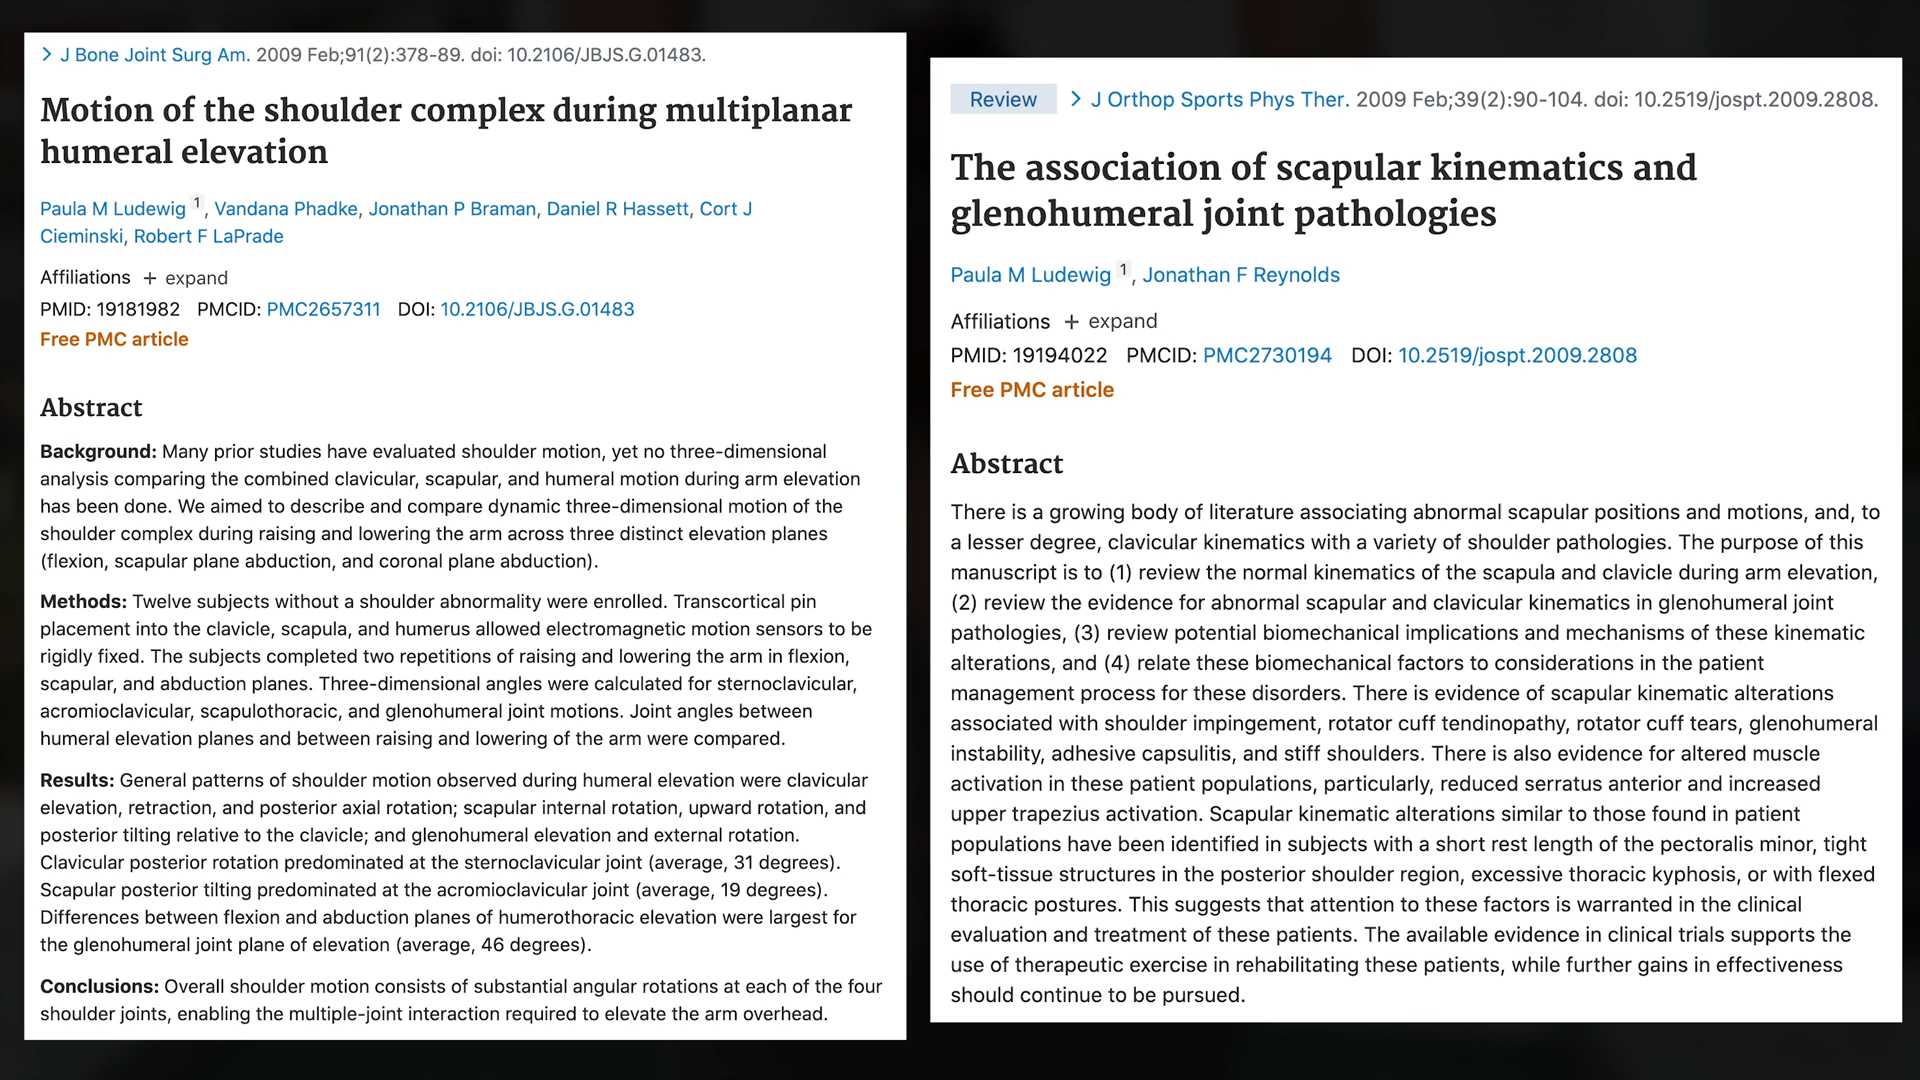 > J Bone Joint Surg Am. 2009 Feb;91(2):378-89. doi: 10.2106/JBJS.G.01483.
Motion of the shoulder complex during multiplanar
humeral elevation
Paula M Ludewig 1, Vandana Phadke, Jonathan P Braman, Daniel R Hassett, Cort J
Cieminski, Robert F LaPrade
Affiliations + expand
PMID: 19181982 PMCID: PMC2657311 DOI: 10.2106/JBJS.G.01483
Free PMC article
Abstract
Background: Many prior studies have evaluated shoulder motion, yet no three-dimensional
analysis comparing the combined clavicular, scapular, and humeral motion during arm elevation
has been done. We aimed to describe and compare dynamic three-dimensional motion of the
shoulder complex during raising and lowering the arm across three distinct elevation planes
(flexion, scapular plane abduction, and coronal plane abduction).
Methods: Twelve subjects without a shoulder abnormality were enrolled. Transcortical pin
placement into the clavicle, scapula, and humerus allowed electromagnetic motion sensors to be
rigidly fixed. The subjects completed two repetitions of raising and lowering the arm in flexion,
scapular, and abduction planes. Three-dimensional angles were calculated for sternoclavicular,
acromioclavicular, scapulothoracic, and glenohumeral joint motions. Joint angles between
humeral elevation planes and between raising and lowering of the arm were compared.
Results: General patterns of shoulder motion observed during humeral elevation were clavicular
elevation, retraction, and posterior axial rotation; scapular internal rotation, upward rotation, and
posterior tilting relative to the clavicle; and glenohumeral elevation and external rotation.
Clavicular posterior rotation predominated at the sternoclavicular joint (average, 31 degrees).
Scapular posterior tilting predominated at the acromioclavicular joint (average, 19 degrees).
Differences between flexion and abduction planes of humerothoracic elevation were largest for
the glenohumeral joint plane of elevation (average, 46 degrees).
Conclusions: Overall shoulder motion consists of substantial angular rotations at each of the four
shoulder joints, enabling the multiple-joint interaction required to elevate the arm overhead.
Review > J Orthop Sports Phys Ther. 2009 Feb;39(2):90-104. doi: 10.2519/jospt.2009.2808.
The association of scapular kinematics and
glenohumeral joint pathologies
Paula M Ludewig 1, Jonathan F Reynolds
Affiliations + expand
PMID: 19194022 PMCID: PMC2730194 DOI: 10.2519/jospt.2009.2808
Free PMC article
Abstract
There is a growing body of literature associating abnormal scapular positions and motions, and, to
a lesser degree, clavicular kinematics with a variety of shoulder pathologies. The purpose of this
manuscript is to (1) review the normal kinematics of the scapula and clavicle during arm elevation,
(2) review the evidence for abnormal scapular and clavicular kinematics in glenohumeral joint
pathologies, (3) review potential biomechanical implications and mechanisms of these kinematic
alterations, and (4) relate these biomechanical factors to considerations in the patient
management process for these disorders. There is evidence of scapular kinematic alterations
associated with shoulder impingement, rotator cuff tendinopathy, rotator cuff tears, glenohumeral
instability, adhesive capsulitis, and stiff shoulders. There is also evidence for altered muscle
activation in these patient populations, particularly, reduced serratus anterior and increased
upper trapezius activation. Scapular kinematic alterations similar to those found in patient
populations have been identified in subjects with a short rest length of the pectoralis minor, tight
soft-tissue structures in the posterior shoulder region, excessive thoracic kyphosis, or with flexed
thoracic postures. This suggests that attention to these factors is warranted in the clinical
evaluation and treatment of these patients. The available evidence in clinical trials supports the
use of therapeutic exercise in rehabilitating these patients, while further gains in effectiveness
should continue to be pursued.